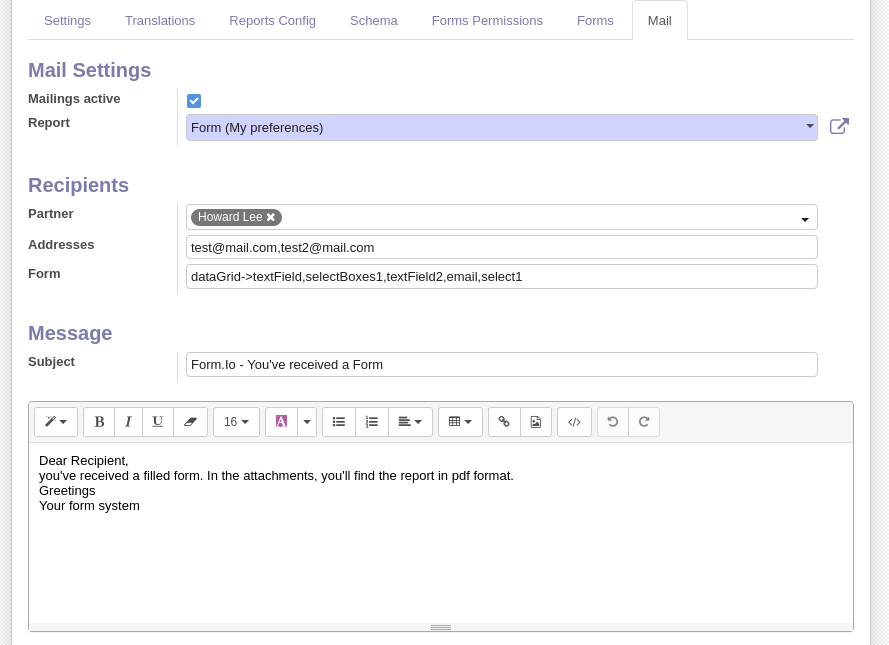 Settings Translations Reports Config Schema Forms Permissions Forms Mail
Mail Settings
Mailings active
Report Form (My preferences)
Recipients
Partner Howard Lee
Addresses test@mail.com,test2@mail.com
Form dataGrid->textField,selectBoxes1,textField2,email,select1
Message
Subject Form.Io - You've received a Form
B I U 16 A </>
Dear Recipient,
you've received a filled form. In the attachments, you'll find the report in pdf format.
Greetings
Your form system